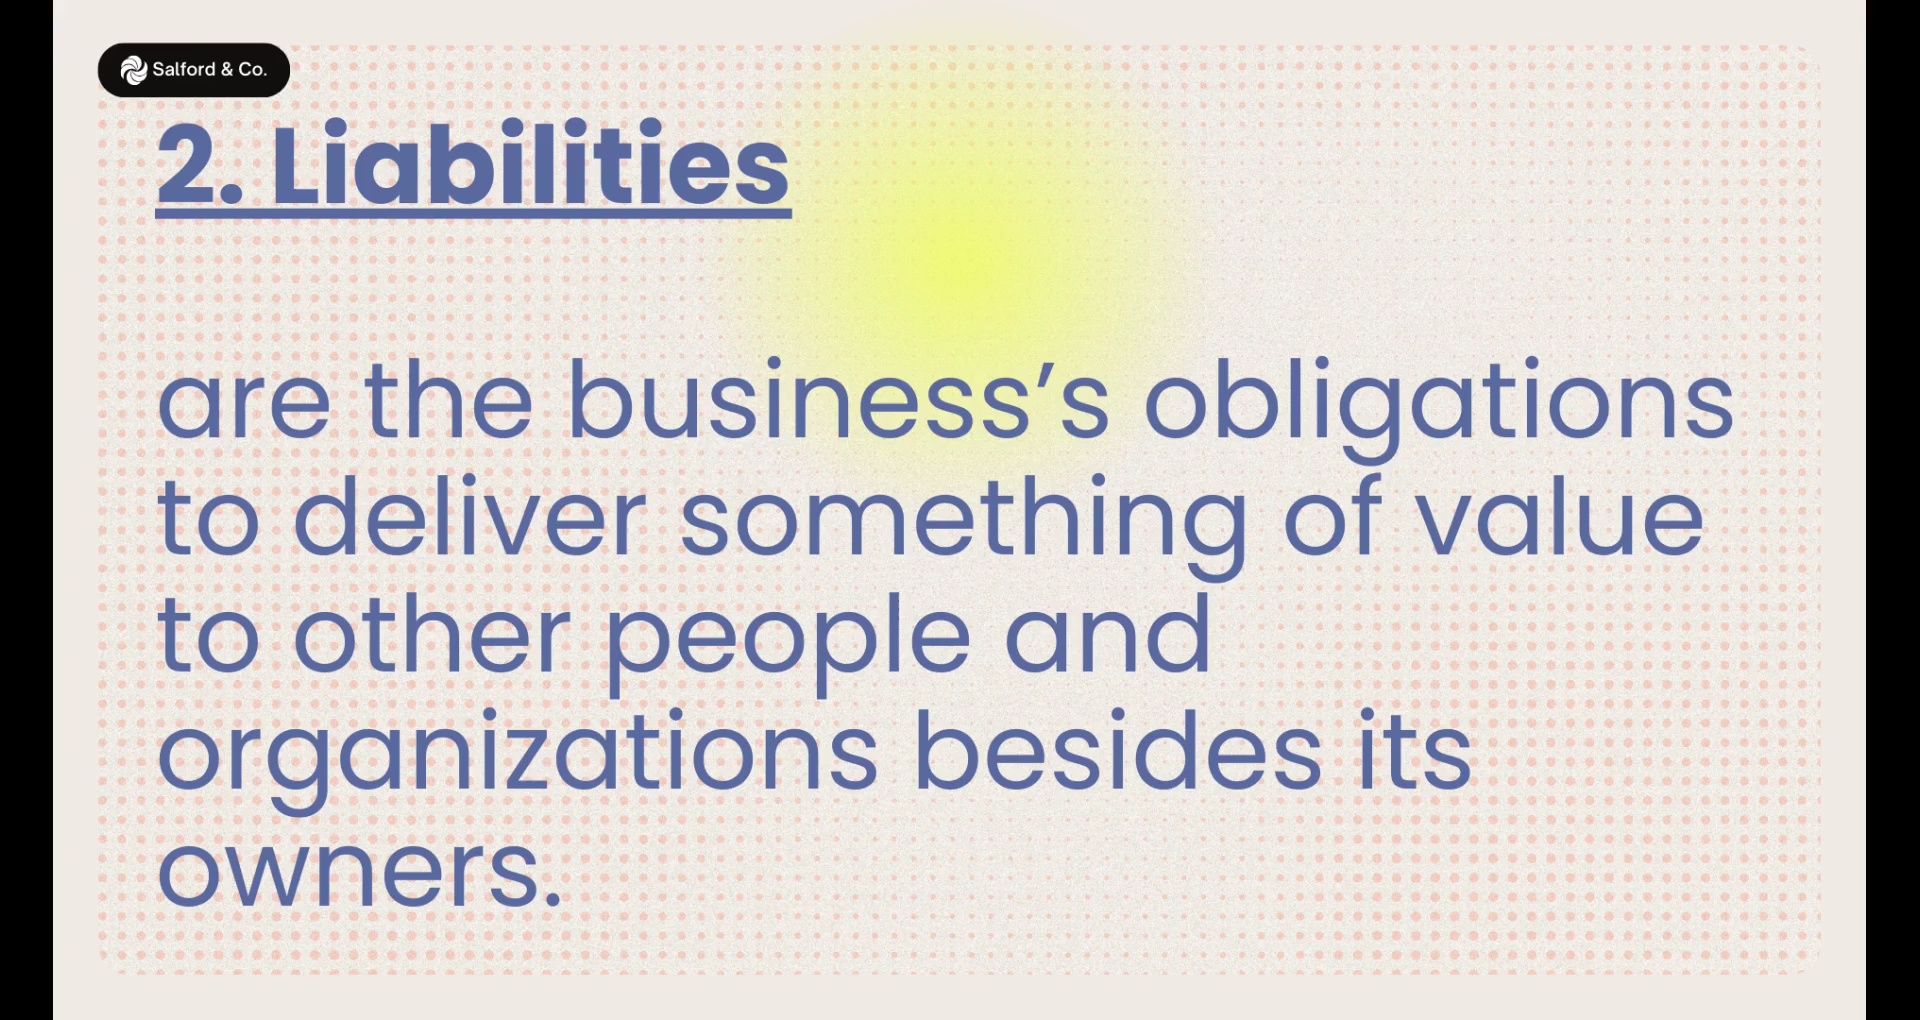 Salford & Co.
2. Liabilities
are the business’s obligations
to deliver something of value
to other people and
organizations besides its
owners.